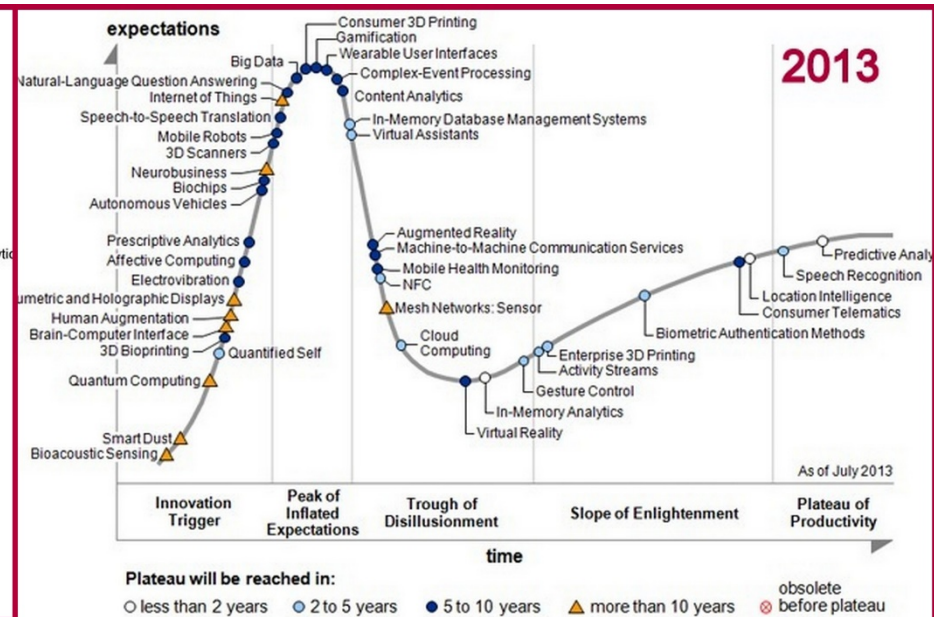 expectations
2013
Consumer 3D Printing
Gamification
Wearable User Interfaces
Complex-Event Processing
Content Analytics
In-Memory Database Management Systems
Virtual Assistants
Big Data
Natural-Language Question Answering
Internet of Things
Speech-to-Speech Translation
Mobile Robots
3D Scanners
Neurobusiness
Biochips
Autonomous Vehicles
Prescriptive Analytics
Affective Computing
Electrovibration
umetric and Holographic Displays
Human Augmentation
Brain-Computer Interface
3D Bioprinting
Quantified Self
Quantum Computing
Smart Dust
Bioacoustic Sensing
Augmented Reality
Machine-to-Machine Communication Services
Mobile Health Monitoring
NFC
Mesh Networks: Sensor
Cloud
Computing
Enterprise 3D Printing
Activity Streams
Gesture Control
In-Memory Analytics
Virtual Reality
Predictive Analy
Speech Recognition
Location Intelligence
Consumer Telematics
Biometric Authentication Methods
As of July 2013
Innovation
Trigger
Peak of
Inflated
Expectations
Trough of
Disillusionment
Slope of Enlightenment
Plateau of
Productivity
time
Plateau will be reached in:
less than 2 years
2 to 5 years
5 to 10 years
more than 10 years
obsolete
before plateau